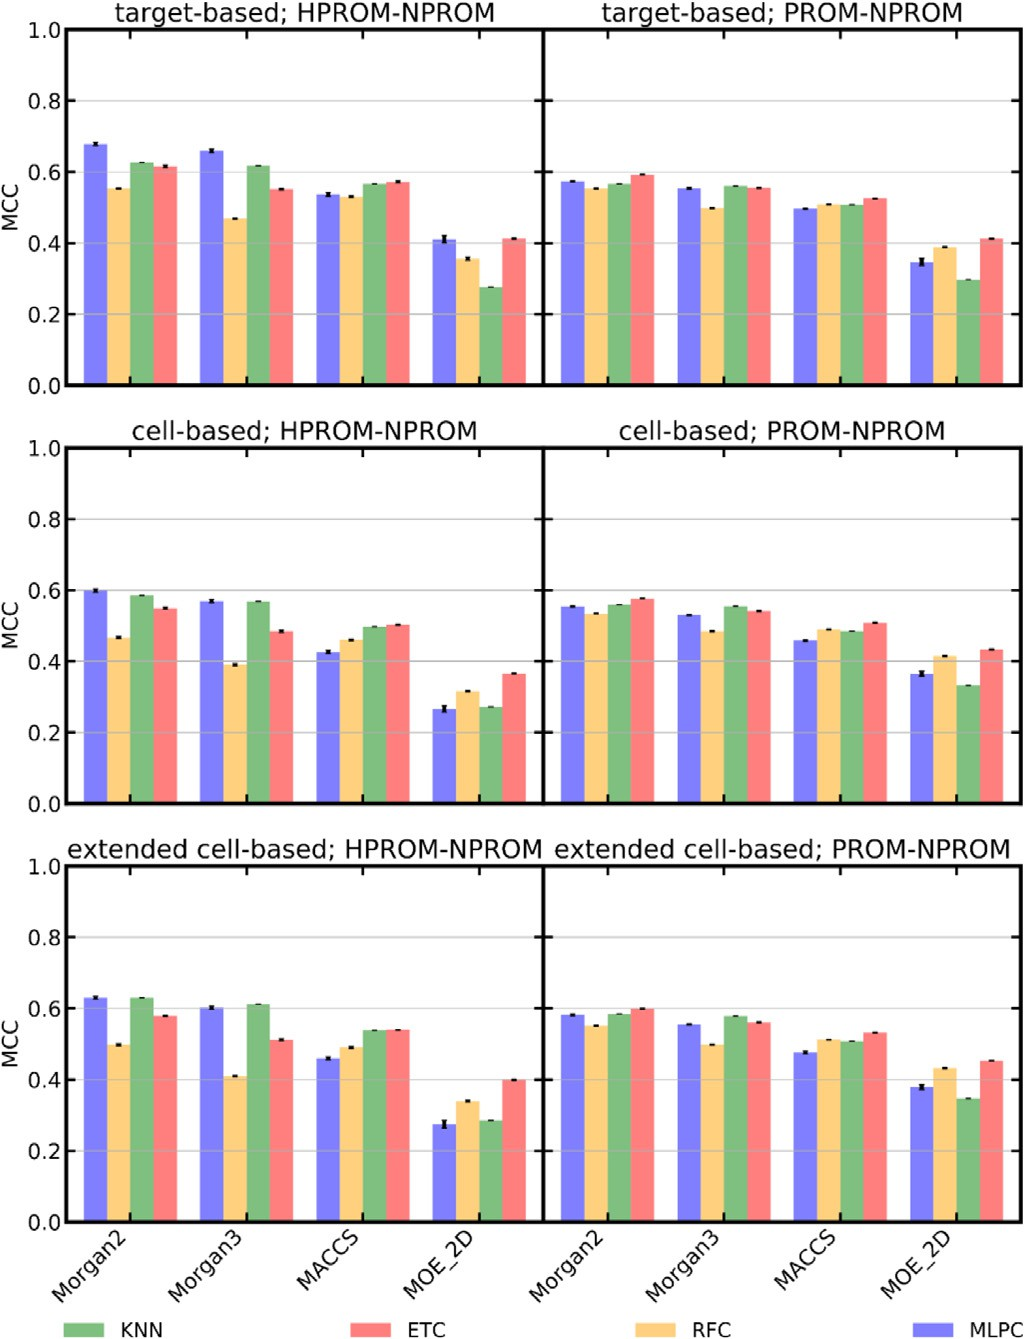 target-based; HPROM-NPROM target-based; PROM-NPROM
1.0
0.8
0.6
0.4
0.2
0.0
MCC
cell-based; HPROM-NPROM cell-based; PROM-NPROM
1.0
0.8
0.6
0.4
0.2
0.0
MCC
extended cell-based; HPROM-NPROM extended cell-based; PROM-NPROM
1.0
0.8
0.6
0.4
0.2
0.0
MCC
Morgan2 Morgan3 MACCS MOE_2D Morgan2 Morgan3 MACCS MOE_2D
KNN ETC RFC MLPC